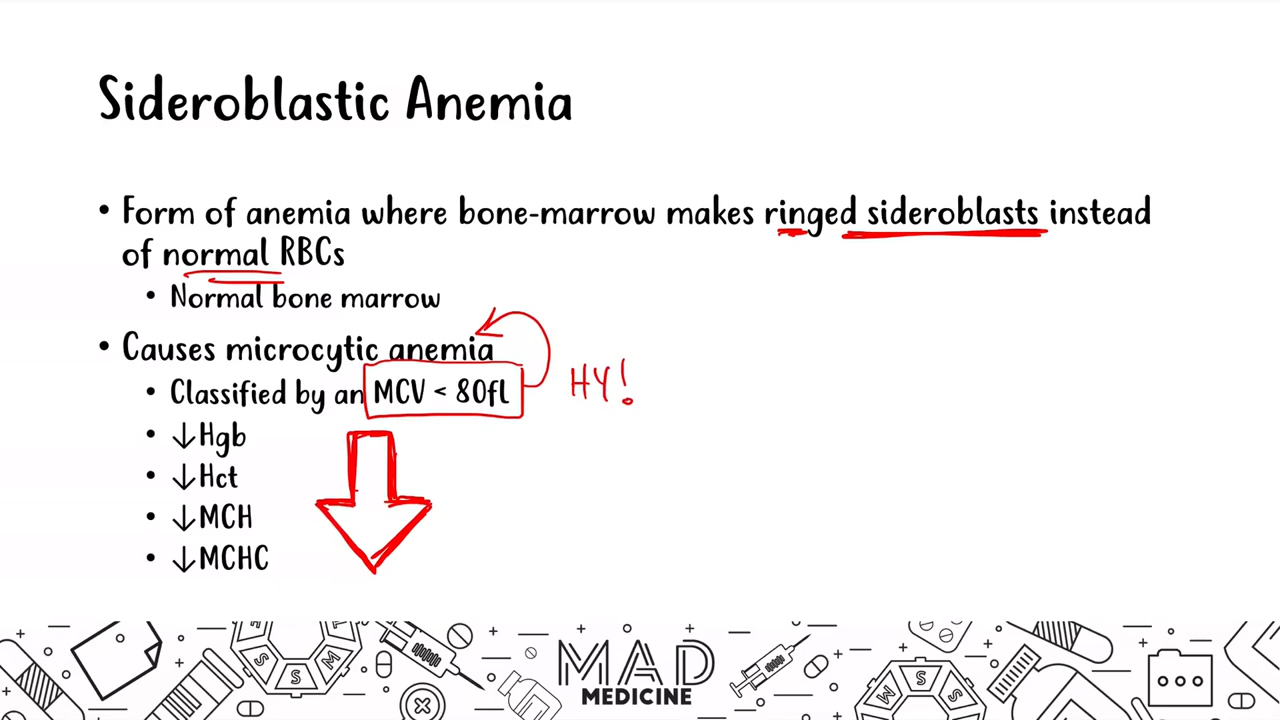 Sideroblastic Anemia
• Form of anemia where bone-marrow makes ringed sideroblasts instead
of normal RBCs
• Normal bone marrow
• Causes microcytic anemia
• Classified by an MCV < 80fL
HY!
• ↓Hgb
• ↓Hct
• ↓MCH
• ↓MCHC
MAD
MEDICINE
S
S
M
M
S
S